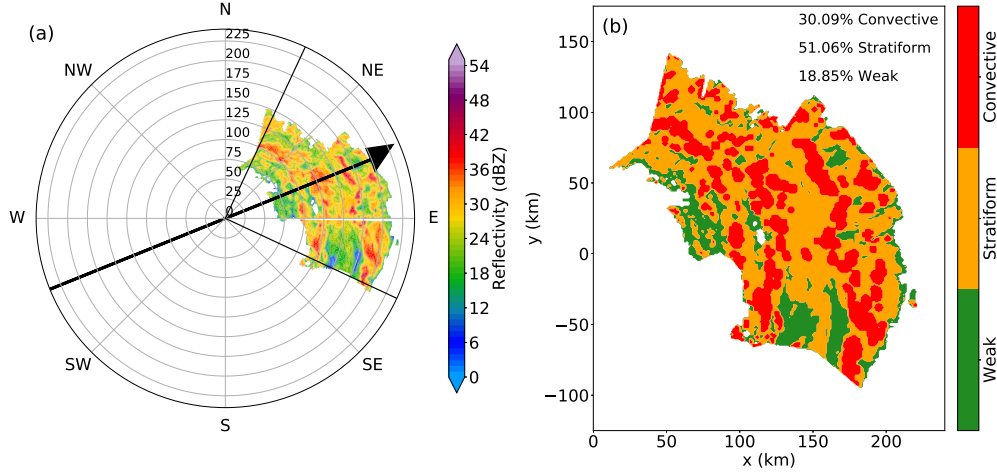 (a)
N
NE
E
SE
S
SW
W
NW
225
200
175
150
125
100
75
50
25
0
54
48
42
36
30
24
18
12
6
0
Reflectivity (dBZ)
(b)
30.09% Convective
51.06% Stratiform
18.85% Weak
150
100
50
0
−50
−100
y (km)
0
50
100
150
200
x (km)
Convective
Stratiform
Weak